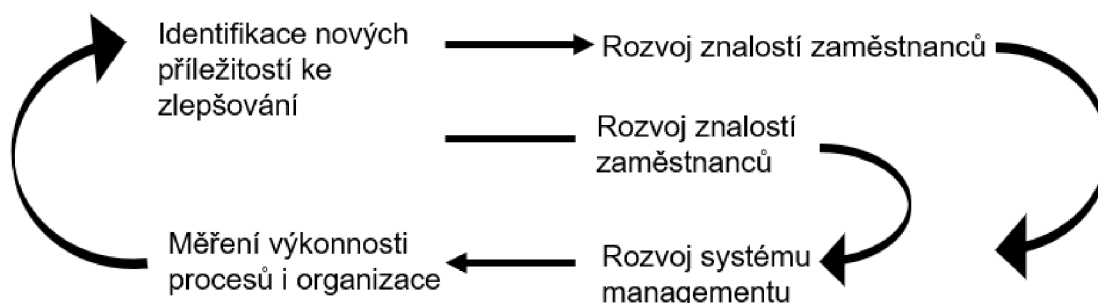 Identifikace nových
příležitostí ke
zlepšování
Rozvoj znalostí zaměstnanců
Rozvoj znalostí
zaměstnanců
Měření výkonnosti
procesů i organizace
Rozvoj systému
managementu